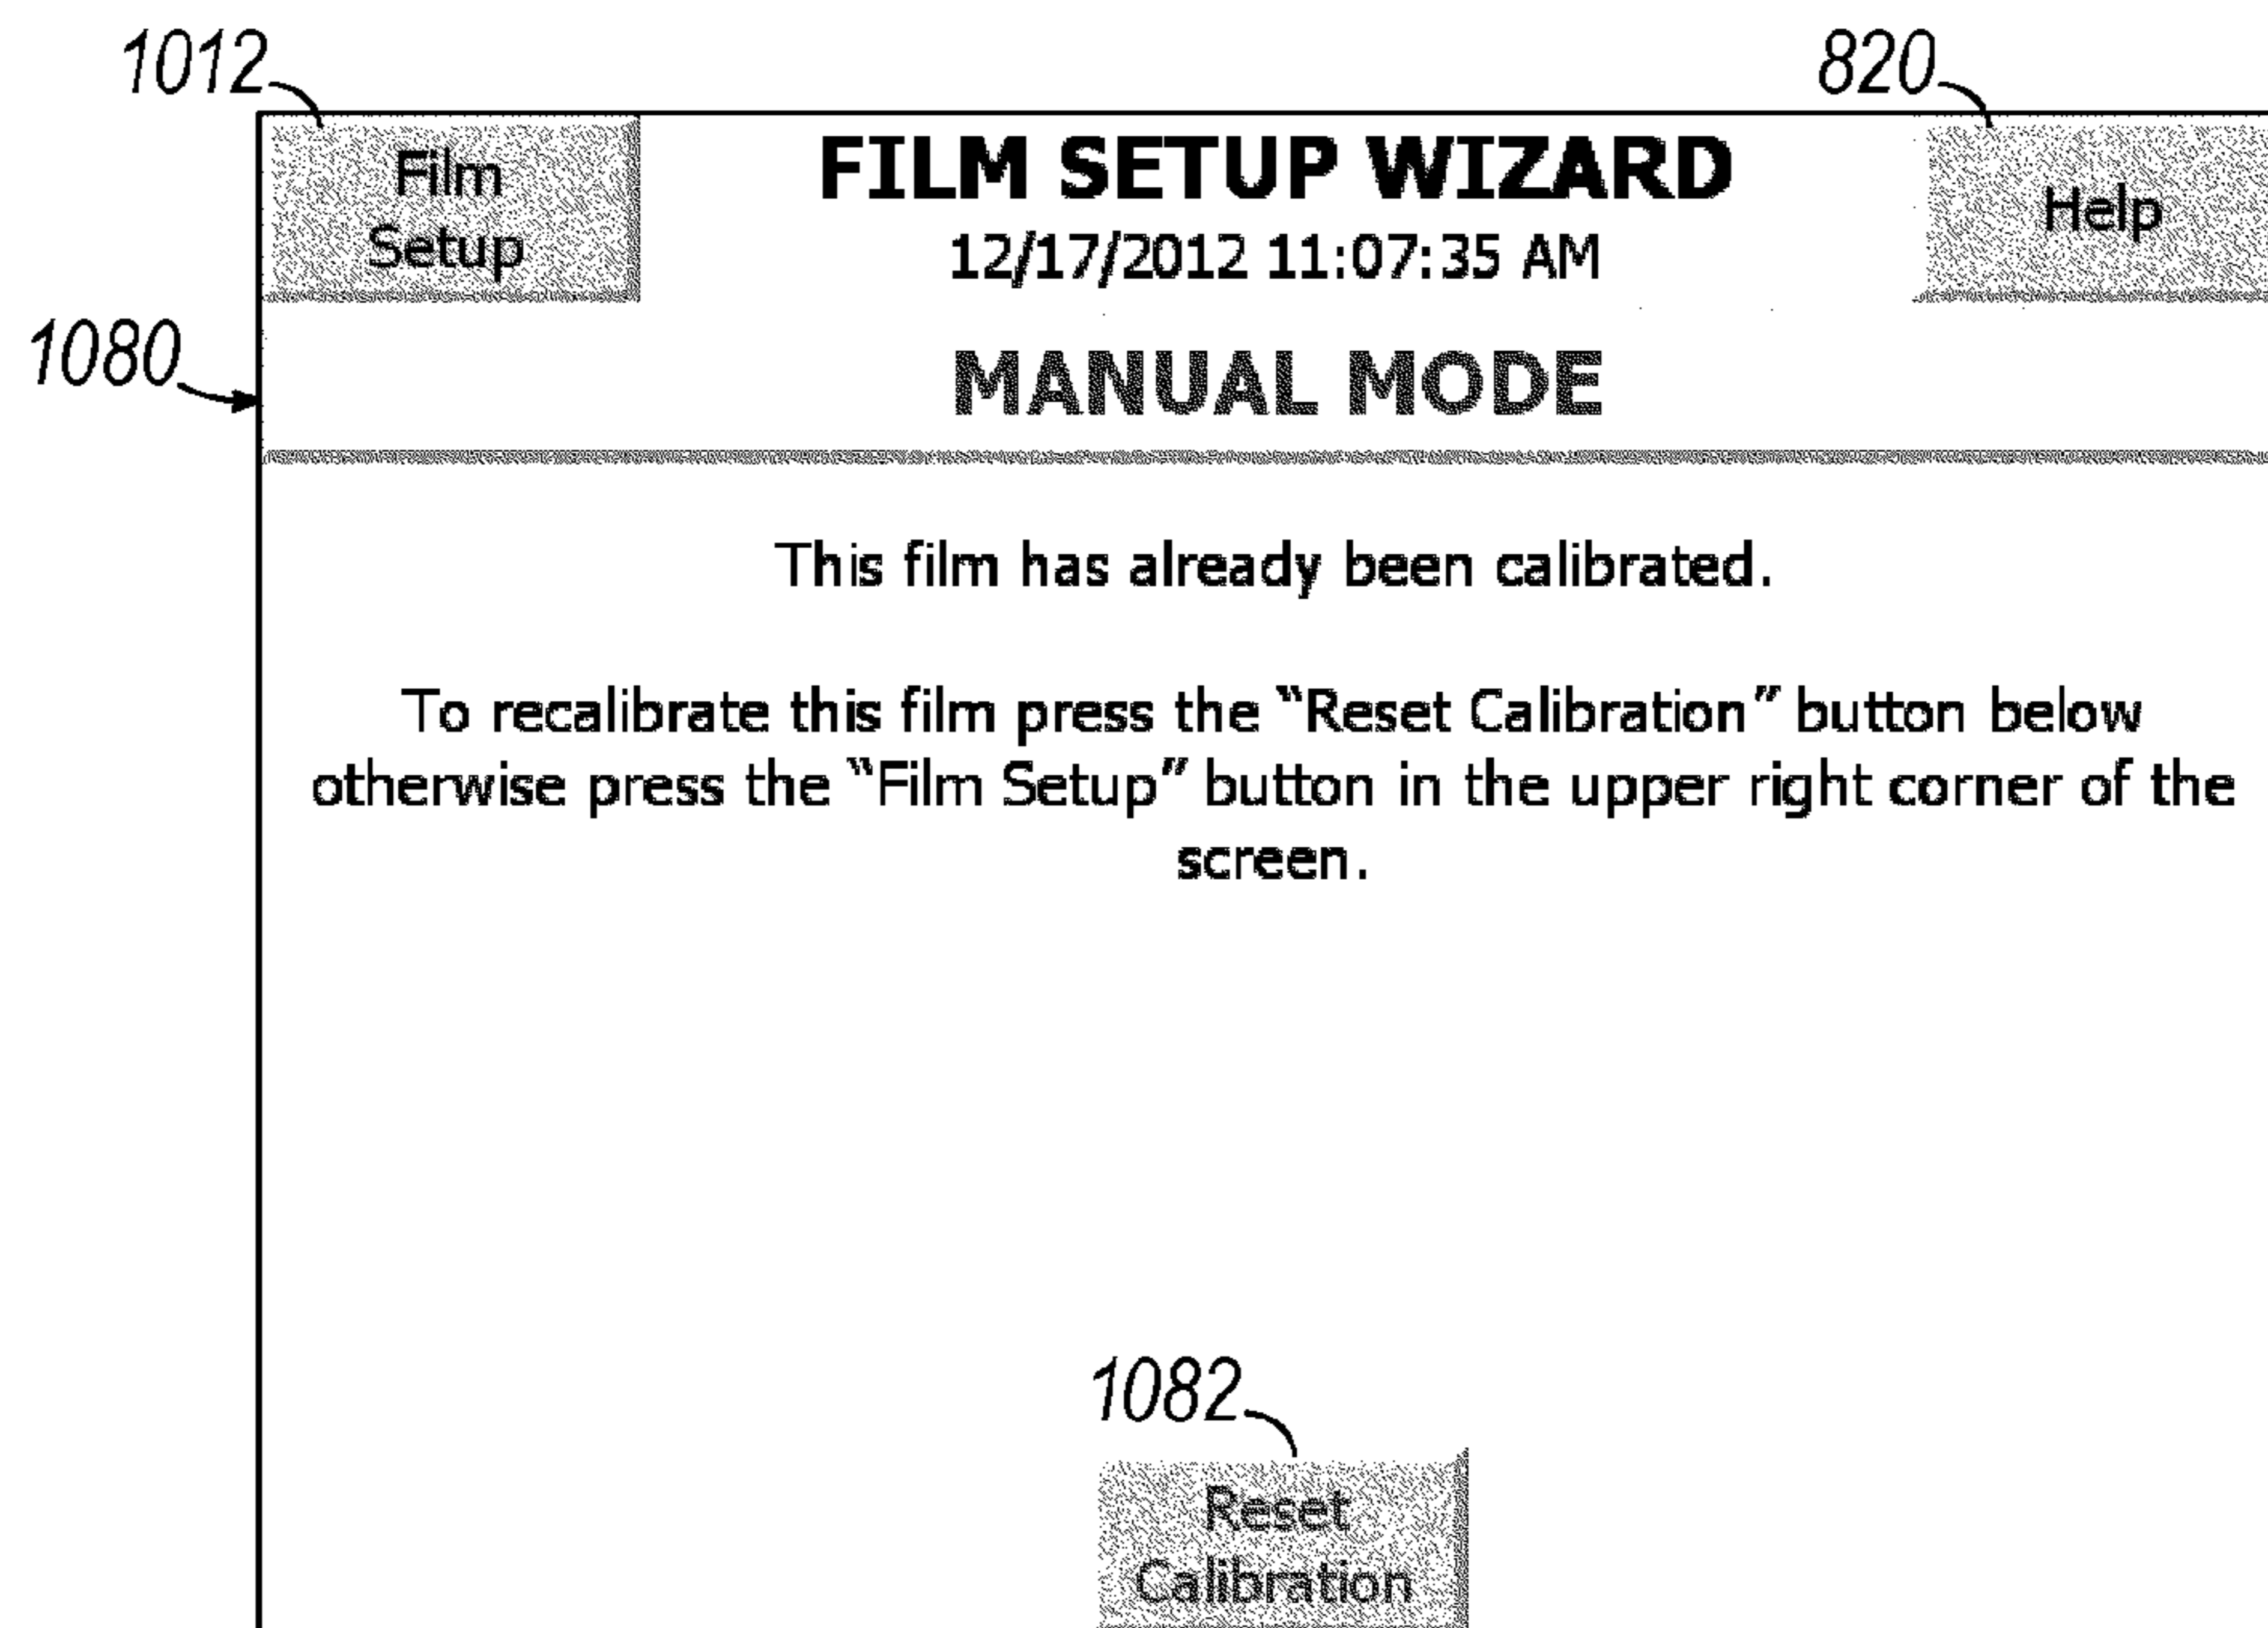 1012
820
Film
Setup
FILM SETUP WIZARD
12/17/2012 11:07:35 AM
Help
1080
MANUAL MODE
This film has already been calibrated.
To recalibrate this film press the “Reset Calibration” button below
otherwise press the “Film Setup” button in the upper right corner of the
screen.
1082
Reset
Calibration